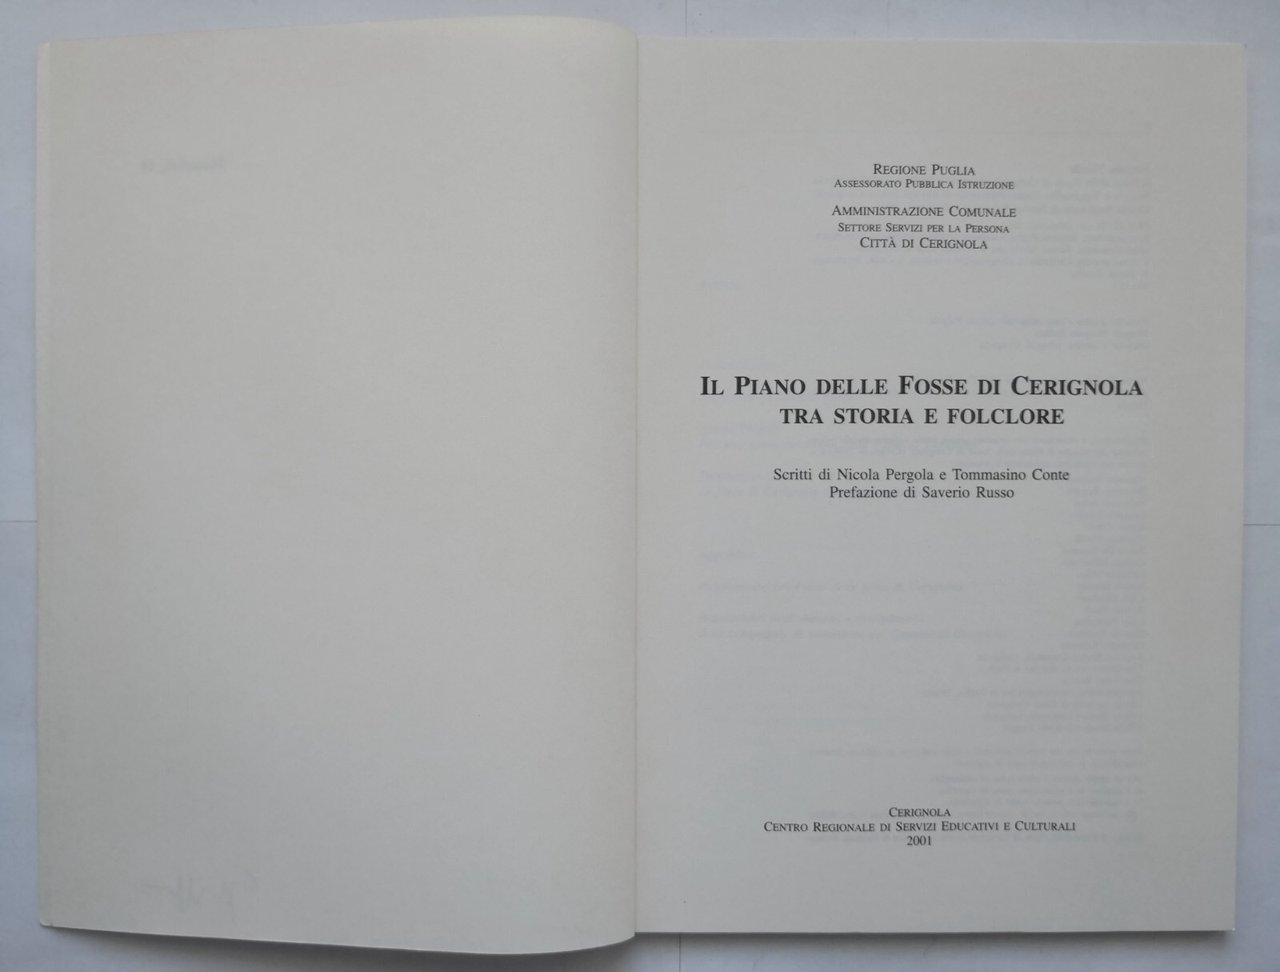 REGIONE PUGLIA
ASSESSORATO PUBBLICA ISTRUZIONE
AMMINISTRAZIONE COMUNALE
SETTORE SERVIZI PER LA PERSONA
CITTÀ DI CERIGNOLA
IL PIANO DELLE FOSSE DI CERIGNOLA
TRA STORIA E FOLCLORE
Scritti di Nicola Pergola e Tommasino Conte
Prefazione di Saverio Russo
CERIGNOLA
CENTRO REGIONALE DI SERVIZI EDUCATIVI E CULTURALI
2001